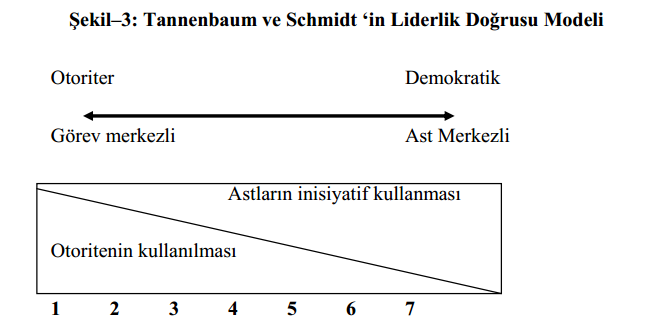 Şekil–3: Tannenbaum ve Schmidt ‘in Liderlik Doğrusu Modeli
Otoriter Demokratik
Görev merkezli Ast Merkezli
Astların inisiyatif kullanması
Otoritenin kullanılması
1 2 3 4 5 6 7